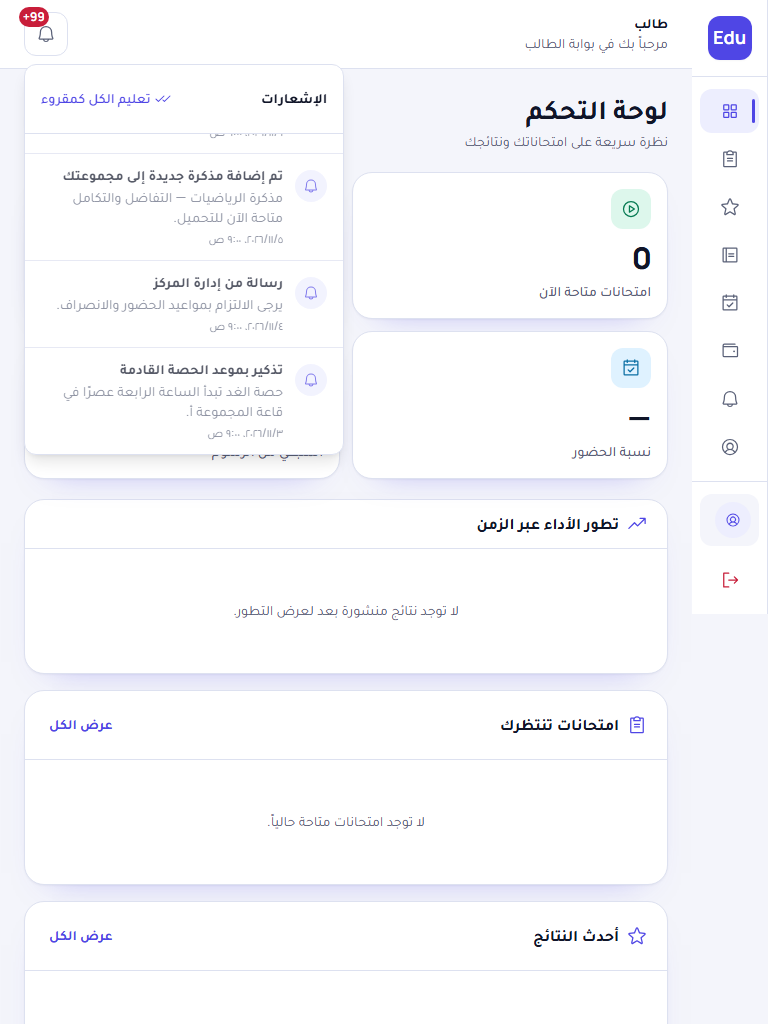 Edu
طالب
مرحباً بك في بوابة الطالب
+99
الإشعارات
تعليم الكل كمقروء
تم إضافة مذكرة جديدة إلى مجموعتك
مذكرة الرياضيات — التفاضل والتكامل
متاحة الآن للتحميل.
٢٠٢٦/١١/٥، ٩:٠٠ ص
رسالة من إدارة المركز
يرجى الالتزام بمواعيد الحضور والانصراف.
٢٠٢٦/١١/٤، ٩:٠٠ ص
تذكير بموعد الحصة القادمة
حصة الغد تبدأ الساعة الرابعة عصرًا في
قاعة المجموعة أ.
٢٠٢٦/١١/٣، ٩:٠٠ ص
لوحة التحكم
نظرة سريعة على امتحاناتك ونتائجك
0
امتحانات متاحة الآن
—
نسبة الحضور
المتبقي من الرسوم
تطور الأداء عبر الزمن
لا توجد نتائج منشورة بعد لعرض التطور.
امتحانات تنتظرك
عرض الكل
لا توجد امتحانات متاحة حالياً.
أحدث النتائج
عرض الكل